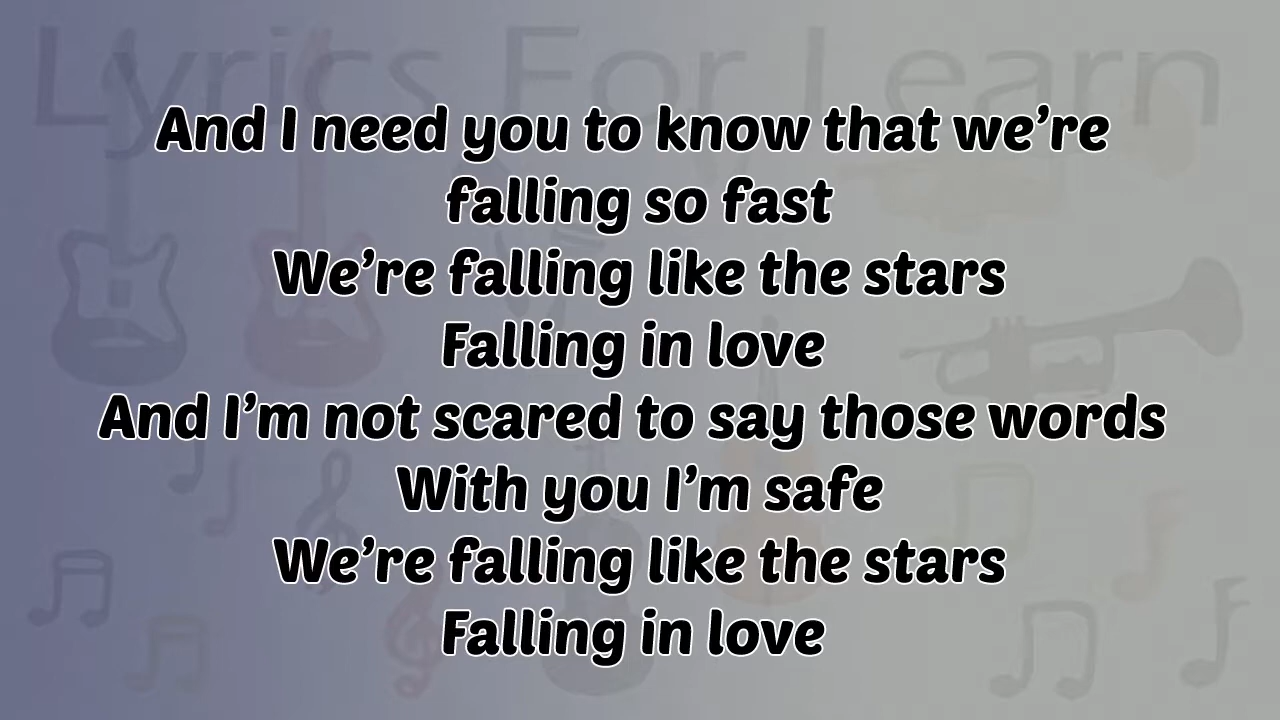 Lyrics For Learn
And I need you to know that we’re
falling so fast
We’re falling like the stars
Falling in love
And I’m not scared to say those words
With you I’m safe
We’re falling like the stars
Falling in love